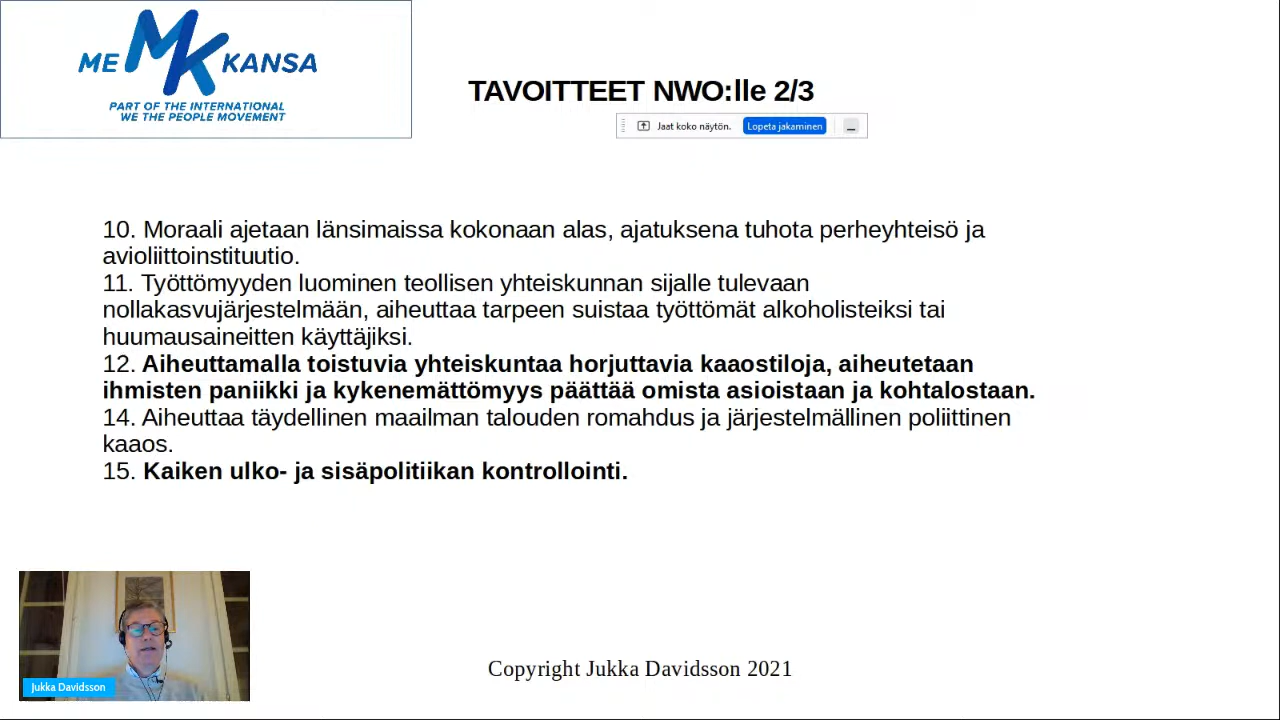 ME MK KANSA
PART OF THE INTERNATIONAL
WE THE PEOPLE MOVEMENT
TAVOITTEET NWO:lle 2/3
Jaat koko näytön. Lopeta jakaminen
10. Moraali ajetaan länsimaissa kokonaan alas, ajatuksena tuhota perheyhteisö ja
avioliittoinstituutio.
11. Työttömyyden luominen teollisen yhteiskunnan sijalle tulevaan
nollakasvujärjestelmään, aiheuttaa tarpeen suistaa työttömät alkoholisteiksi tai
huumausaineitten käyttäjiksi.
12. Aiheuttamalla toistuvia yhteiskuntaa horjuttavia kaaostiloja, aiheutetaan
ihmisten paniikki ja kykenemättömyys päättää omista asioistaan ja kohtalostaan.
14. Aiheuttaa täydellinen maailman talouden romahdus ja järjestelmällinen poliittinen
kaaos.
15. Kaiken ulko- ja sisäpolitiikan kontrollointi.
Jukka Davidsson
Copyright Jukka Davidsson 2021